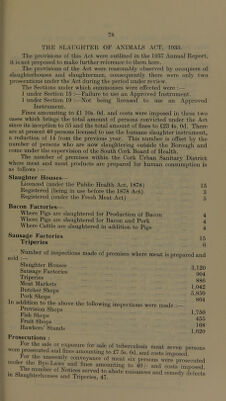 78
THE SLAUGHTER OF ANIMALS ACT, 1933.
The provisions of this Act were outlined in the 1937 Annual Report,
it is not proposed to make further reference to them here.
The provisions of the Act were reasonably observed by occupiers of
slaughterhouses and slaughtermen, consequently there were only two
prosecutions under the Act during the period under review.
The Sections under which summonses were effected were :—
1 under Section 15—Failure to use an Approved Instrument.
1 under Section 19—Not being licensed to use an Approved
Instrument.
Fines amounting to £1 10s. 0d. and costs were imposed in these two
cases which brings the total amount of persons convicted under the Act
since its inception to 53 and the total amount of fines to £23 4s. 0d. There
are at present 40 persons licensed to use the humane slaughter instrument,
a reduction of 16 from the previous year. This number is offset by the
number of persons who are now slaughtering outside the Borough and
come under the supervision of the South Cork Board of Health.
The number of premises within the Cork Urban Sanitary District
where meat and meat products are prepared for human consumption is
as follows :—
Slaughter Houses—
Licensed (under the Public Health Act, 1878) 15
Registered (being in use before the 1878 Act) 3
Registered (under the Fresh Meat Act) 5
Bacon Factories—
Where Pigs are slaughtered for Production of Bacon 4
Where Pigs are slaughtered for Bacon and Pork 4
Where Cattle are slaughtered in addition to Pigs 4
Sausage Factories 15
Triperies 6
Number of inspections made of premises where meat is prepared and
sold :—
Slaughter Houses 3,120
Sausage Factories 904
Triperies 886
Meat Markets 1,042
Butcher Shops 5,850
Pork Shops 864
In addition to the above the following inspections were made :—
Provision Shops 1,750
Fish Shops 455
Fruit Shops 168
Hawkers' Stands 1,020
Prosecutions :
For the sale or exposure for sale of tuberculosis meat seven persons
were prosecuted and fines amounting to £7 5s. 0d. and costs imposed.
For the unseemly conveyance of meat six persons were prosecuted
under the Bye-Laws and fines amounting to 40/- and costs imposed.
The number of Notices served to abate nuisances and remedy defects
in Slaughterhouses and Triperies, 47.